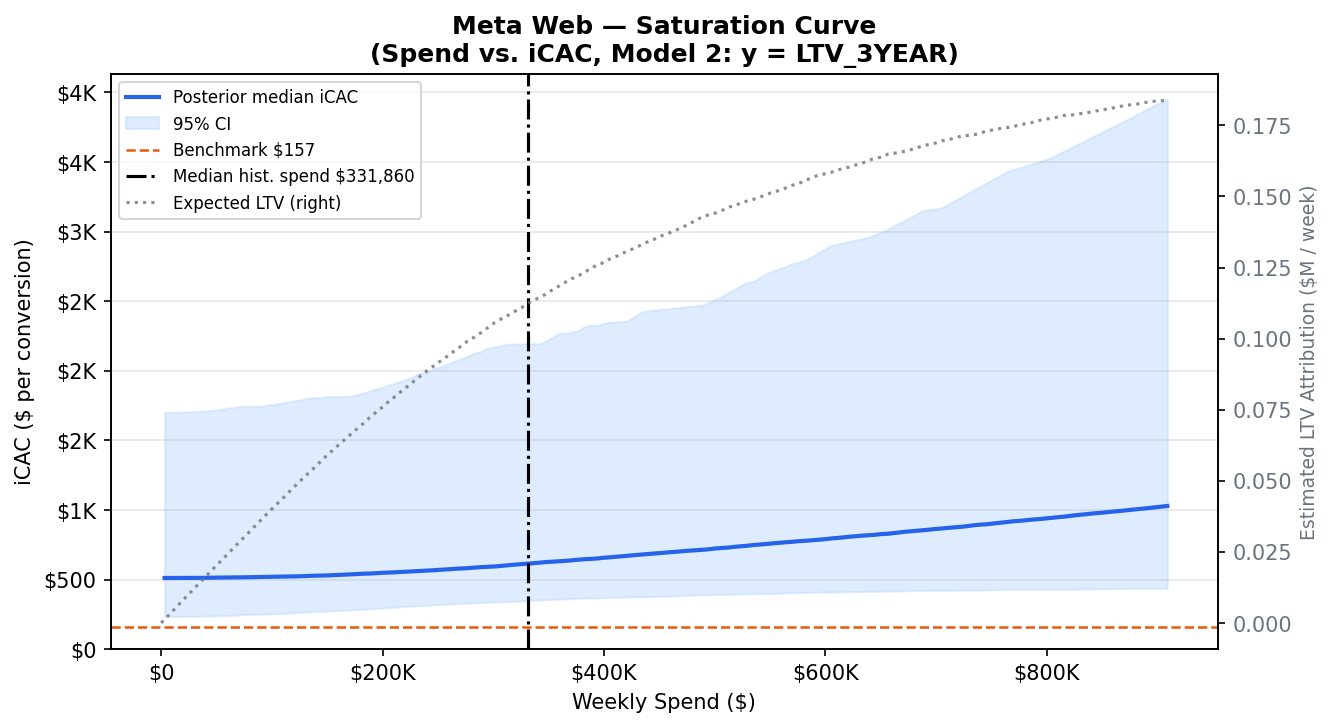 Meta Web — Saturation Curve
(Spend vs. iCAC, Model 2: y = LTV_3YEAR)
Posterior median iCAC
95% CI
Benchmark $157
Median hist. spend $331,860
Expected LTV (right)
iCAC ($ per conversion)
$4K
$4K
$3K
$2K
$2K
$2K
$1K
$500
$0
0.175
0.150
0.125
0.100
0.075
0.050
0.025
0.000
Estimated LTV Attribution ($M / week)
$0
$200K
$400K
$600K
$800K
Weekly Spend ($)